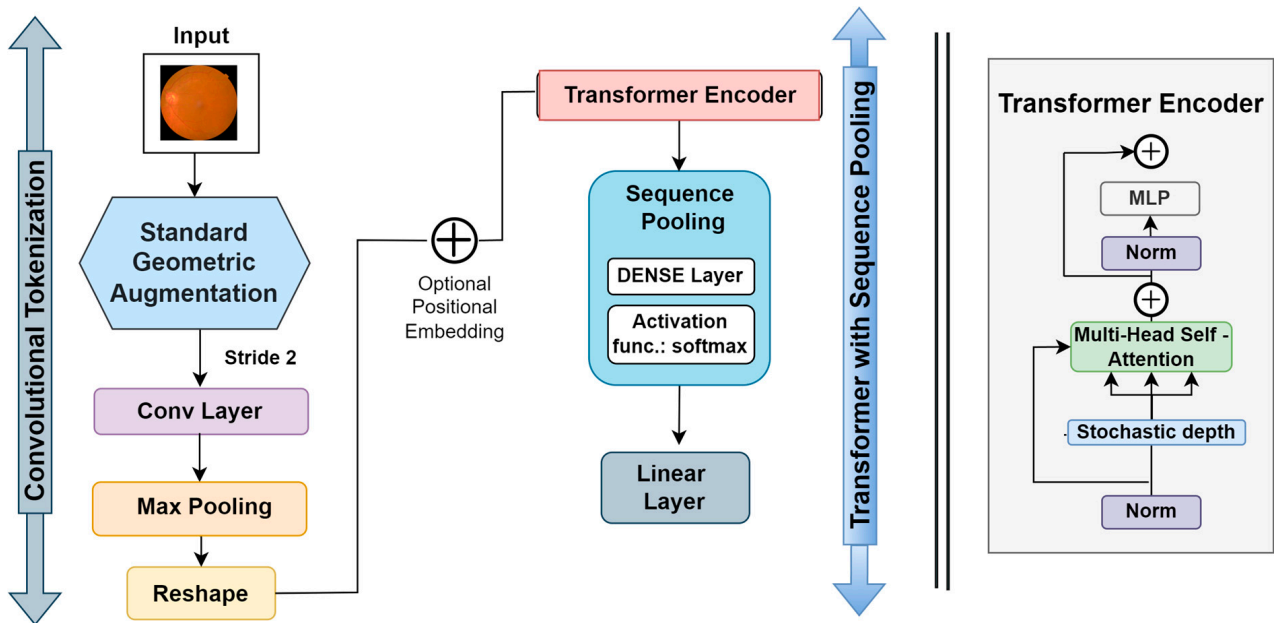 Input
Standard
Geometric
Augmentation
Stride 2
Conv Layer
Max Pooling
Reshape
Convolutional Tokenization
Optional
Positional
Embedding
Transformer Encoder
Sequence
Pooling
DENSE Layer
Activation
func.: softmax
Linear
Layer
Transformer with Sequence Pooling
Transformer Encoder
MLP
Norm
Multi-Head Self -
Attention
Stochastic depth
Norm